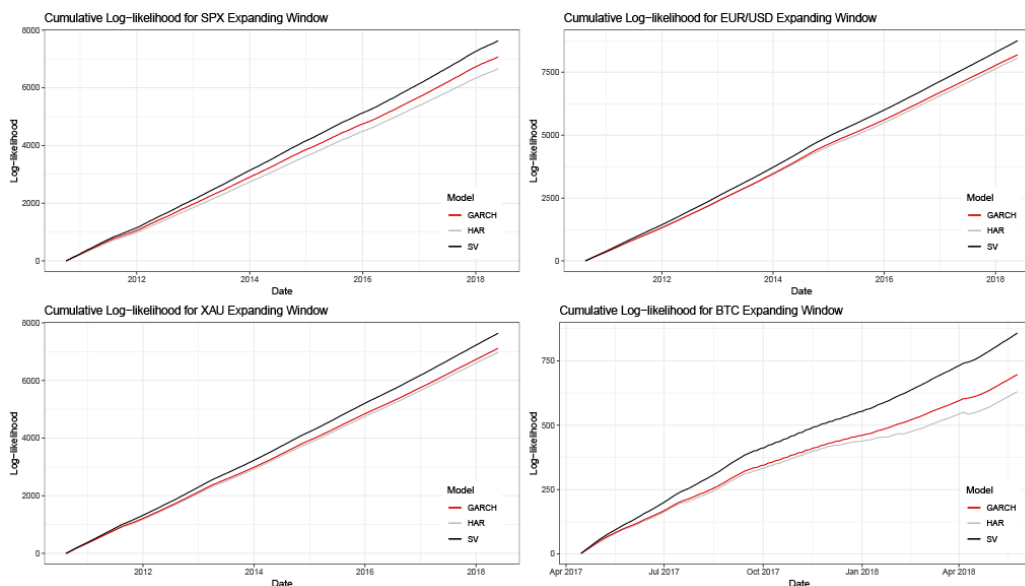 Cumulative Log-likelihood for SPX Expanding Window
8000
6000
4000
2000
0
Log-likelihood
2012
2014
2016
2018
Date
Model
GARCH
HAR
SV
Cumulative Log-likelihood for EUR/USD Expanding Window
7500
5000
2500
0
Log-likelihood
2012
2014
2016
2018
Date
Model
GARCH
HAR
SV
Cumulative Log-likelihood for XAU Expanding Window
8000
6000
4000
2000
0
Log-likelihood
2012
2014
2016
2018
Date
Model
GARCH
HAR
SV
Cumulative Log-likelihood for BTC Expanding Window
750
500
250
0
Log-likelihood
Apr 2017
Jul 2017
Oct 2017
Jan 2018
Apr 2018
Date
Model
GARCH
HAR
SV